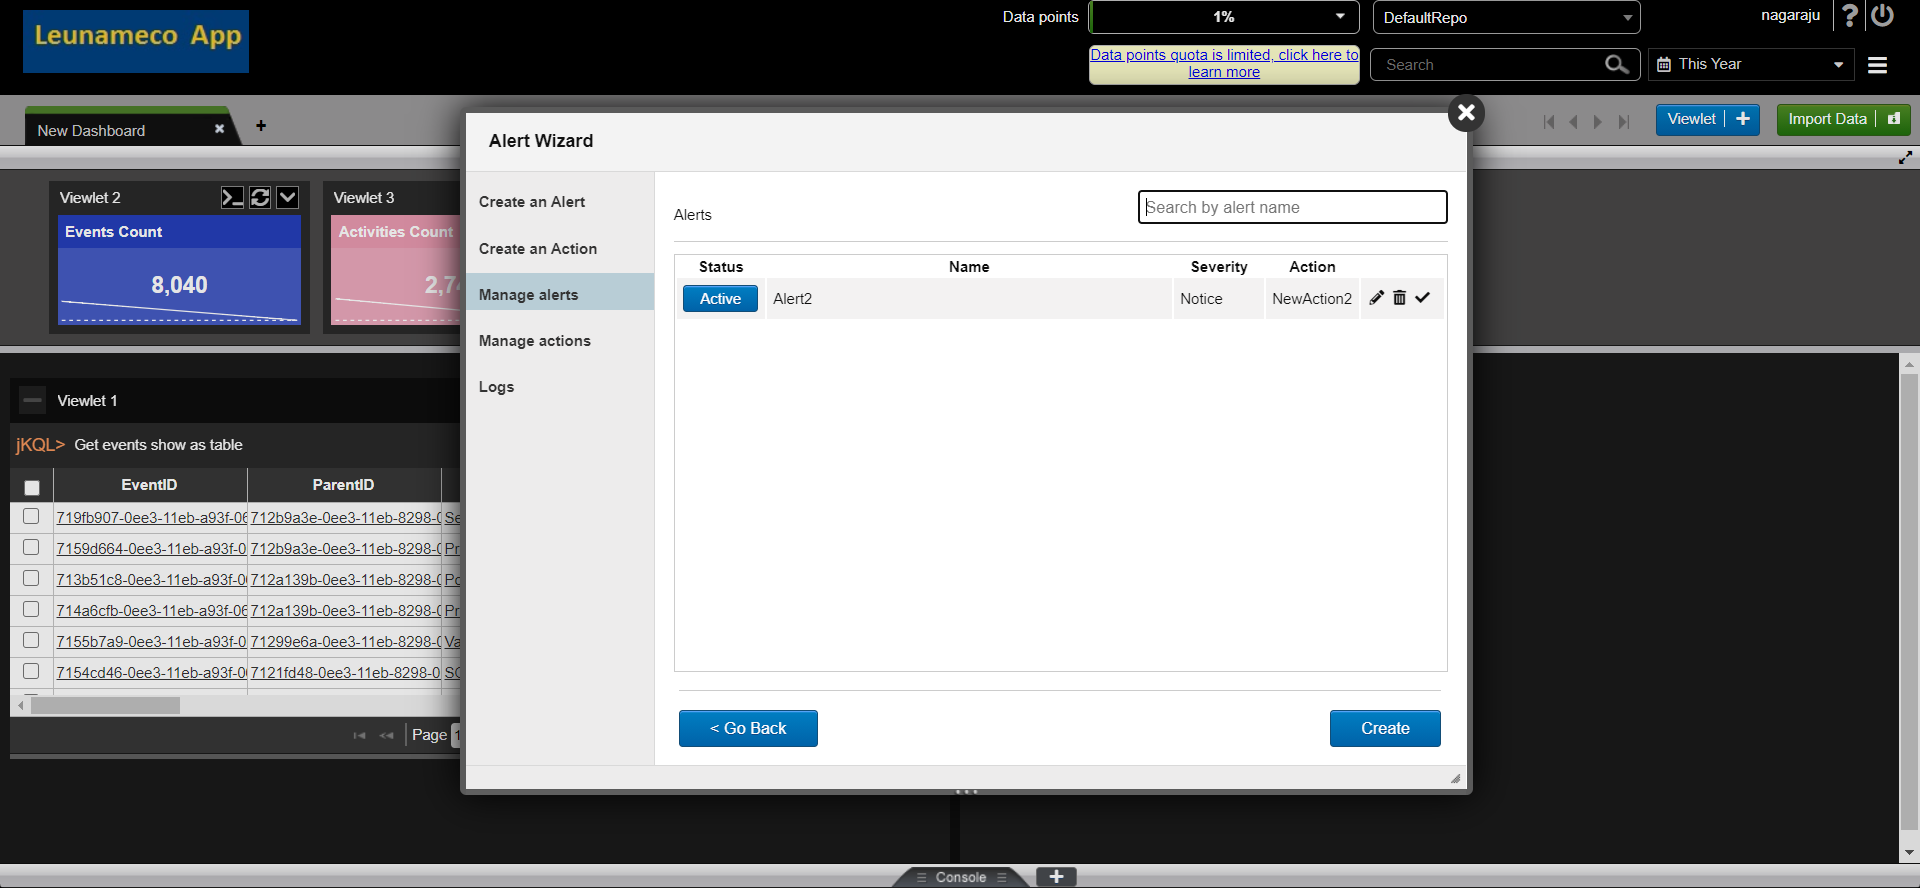 Leunameco App
Data points
1%
DefaultRepo
nagaraju
?
Data points quota is limited, click here to
learn more
Search
This Year
New Dashboard
+
Viewlet +
Import Data
Alert Wizard
Viewlet 2
Events Count
8,040
Viewlet 3
Activities Count
Create an Alert
Create an Action
Manage alerts
Manage actions
Logs
Alerts
Search by alert name
Status Name Severity Action
Active Alert2 Notice NewAction2
< Go Back
Create
Viewlet 1
jKQL> Get events show as table
EventID ParentID
719fb907-0ee3-11eb-a93f-06 712b9a3e-0ee3-11eb-8298-0 Se
7159d664-0ee3-11eb-a93f-0 712b9a3e-0ee3-11eb-8298-0 Pr
713b51c8-0ee3-11eb-a93f-0 712a139b-0ee3-11eb-8298-0 Po
714a6cfb-0ee3-11eb-a93f-06 712a139b-0ee3-11eb-8298-0 Pr
7155b7a9-0ee3-11eb-a93f-0 71299e6a-0ee3-11eb-8298-0 Va
7154cd46-0ee3-11eb-a93f-0 7121fd48-0ee3-11eb-8298-0
Page 1
Console
+